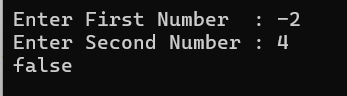 Enter First Number  : -2
Enter Second Number : 4
false